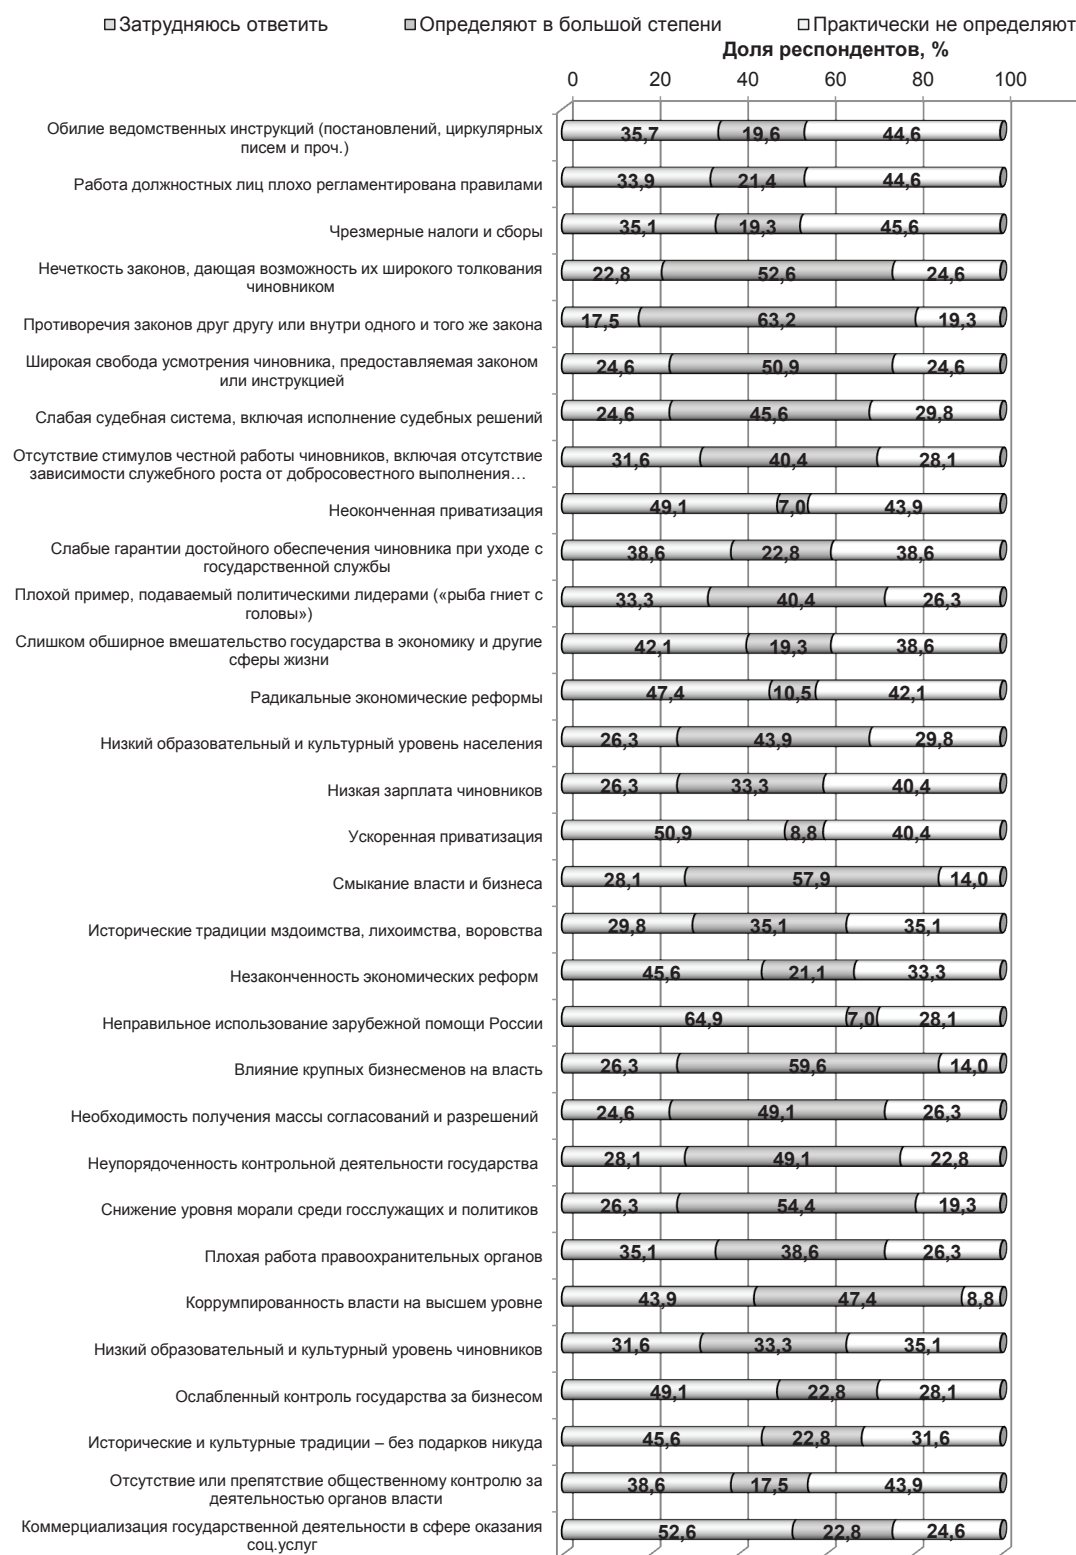 Затрудняюсь ответить Определяют в большой степени Практически не определяют
Доля респондентов, %
0 20 40 60 80 100
Обилие ведомственных инструкций (постановлений, циркулярных
писем и проч.)
35,7 19,6 44,6
Работа должностных лиц плохо регламентирована правилами
33,9 21,4 44,6
Чрезмерные налоги и сборы
35,1 19,3 45,6
Нечеткость законов, дающая возможность их широкого толкования
чиновником
22,8 52,6 24,6
Противоречия законов друг другу или внутри одного и того же закона
17,5 63,2 19,3
Широкая свобода усмотрения чиновника, предоставляемая законом
или инструкцией
24,6 50,9 24,6
Слабая судебная система, включая исполнение судебных решений
24,6 45,6 29,8
Отсутствие стимулов честной работы чиновников, включая отсутствие
зависимости служебного роста от добросовестного выполнения…
31,6 40,4 28,1
Неоконченная приватизация
49,1 7,0 43,9
Слабые гарантии достойного обеспечения чиновника при уходе с
государственной службы
38,6 22,8 38,6
Плохой пример, подаваемый политическими лидерами («рыба гниет с
головы»)
33,3 40,4 26,3
Слишком обширное вмешательство государства в экономику и другие
сферы жизни
42,1 19,3 38,6
Радикальные экономические реформы
47,4 10,5 42,1
Низкий образовательный и культурный уровень населения
26,3 43,9 29,8
Низкая зарплата чиновников
26,3 33,3 40,4
Ускоренная приватизация
50,9 8,8 40,4
Смыкание власти и бизнеса
28,1 57,9 14,0
Исторические традиции мздоимства, лихоимства, воровства
29,8 35,1 35,1
Незаконченность экономических реформ
45,6 21,1 33,3
Неправильное использование зарубежной помощи России
64,9 7,0 28,1
Влияние крупных бизнесменов на власть
26,3 59,6 14,0
Необходимость получения массы согласований и разрешений
24,6 49,1 26,3
Неупорядоченность контрольной деятельности государства
28,1 49,1 22,8
Снижение уровня морали среди госслужащих и политиков
26,3 54,4 19,3
Плохая работа правоохранительных органов
35,1 38,6 26,3
Коррумпированность власти на высшем уровне
43,9 47,4 8,8
Низкий образовательный и культурный уровень чиновников
31,6 33,3 35,1
Ослабленный контроль государства за бизнесом
49,1 22,8 28,1
Исторические и культурные традиции – без подарков никуда
45,6 22,8 31,6
Отсутствие или препятствие общественному контролю за
деятельностью органов власти
38,6 17,5 43,9
Коммерциализация государственной деятельности в сфере оказания
соц.услуг
52,6 22,8 24,6